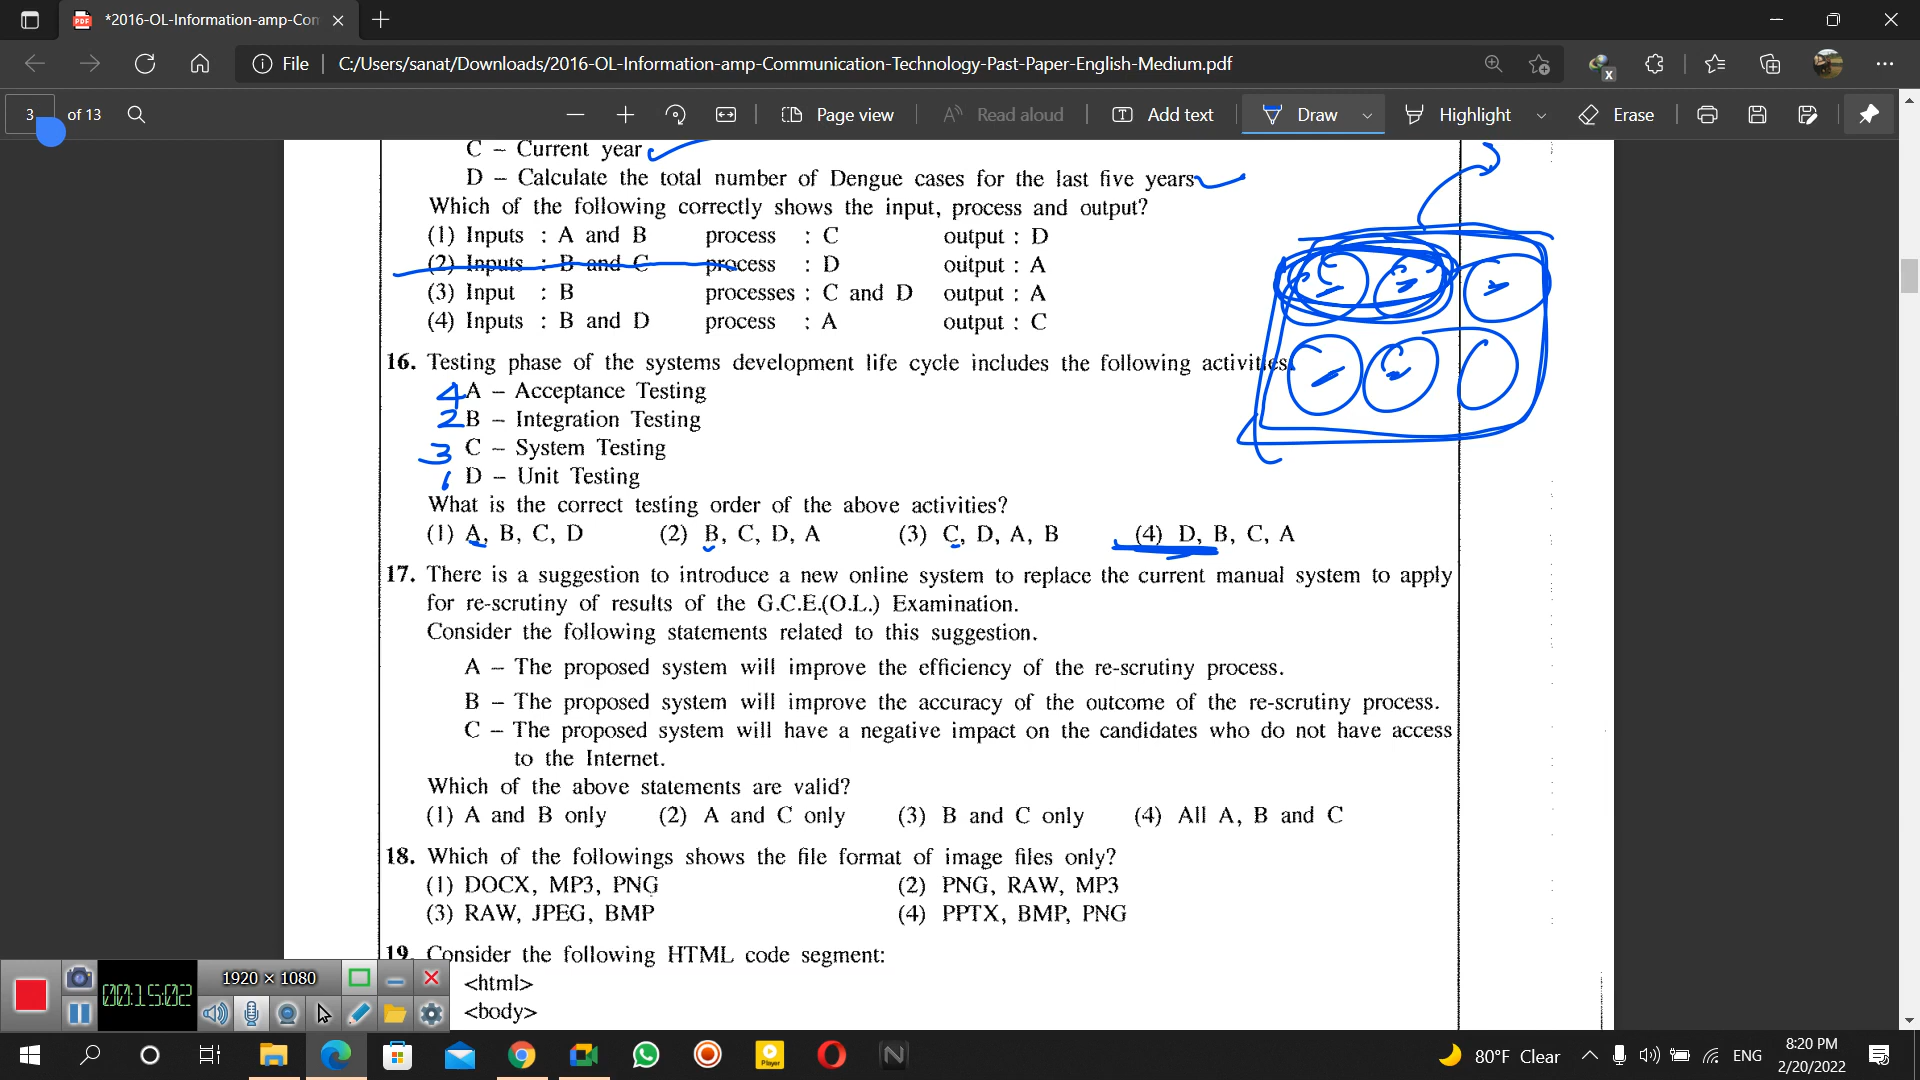 *2016-OL-Information-amp-Con
File
C:/Users/sanat/Downloads/2016-OL-Information-amp-Communication-Technology-Past-Paper-English-Medium.pdf
3 of 13
Page view
Read aloud
Add text
Draw
Highlight
Erase
C – Current year
D – Calculate the total number of Dengue cases for the last five years
Which of the following correctly shows the input, process and output?
(1) Inputs : A and B process : C output : D
(2) Inputs : B and C process : D output : A
(3) Input : B processes : C and D output : A
(4) Inputs : B and D process : A output : C
16. Testing phase of the systems development life cycle includes the following activities
4 A – Acceptance Testing
2 B – Integration Testing
3 C – System Testing
1 D – Unit Testing
What is the correct testing order of the above activities?
(1) A, B, C, D (2) B, C, D, A (3) C, D, A, B (4) D, B, C, A
17. There is a suggestion to introduce a new online system to replace the current manual system to apply
for re-scrutiny of results of the G.C.E.(O.L.) Examination.
Consider the following statements related to this suggestion.
A – The proposed system will improve the efficiency of the re-scrutiny process.
B – The proposed system will improve the accuracy of the outcome of the re-scrutiny process.
C – The proposed system will have a negative impact on the candidates who do not have access
to the Internet.
Which of the above statements are valid?
(1) A and B only (2) A and C only (3) B and C only (4) All A, B and C
18. Which of the followings shows the file format of image files only?
(1) DOCX, MP3, PNG (2) PNG, RAW, MP3
(3) RAW, JPEG, BMP (4) PPTX, BMP, PNG
19. Consider the following HTML code segment:
<html>
<body>
1920 × 1080
00:15:02
Player
80°F Clear
ENG
8:20 PM
2/20/2022